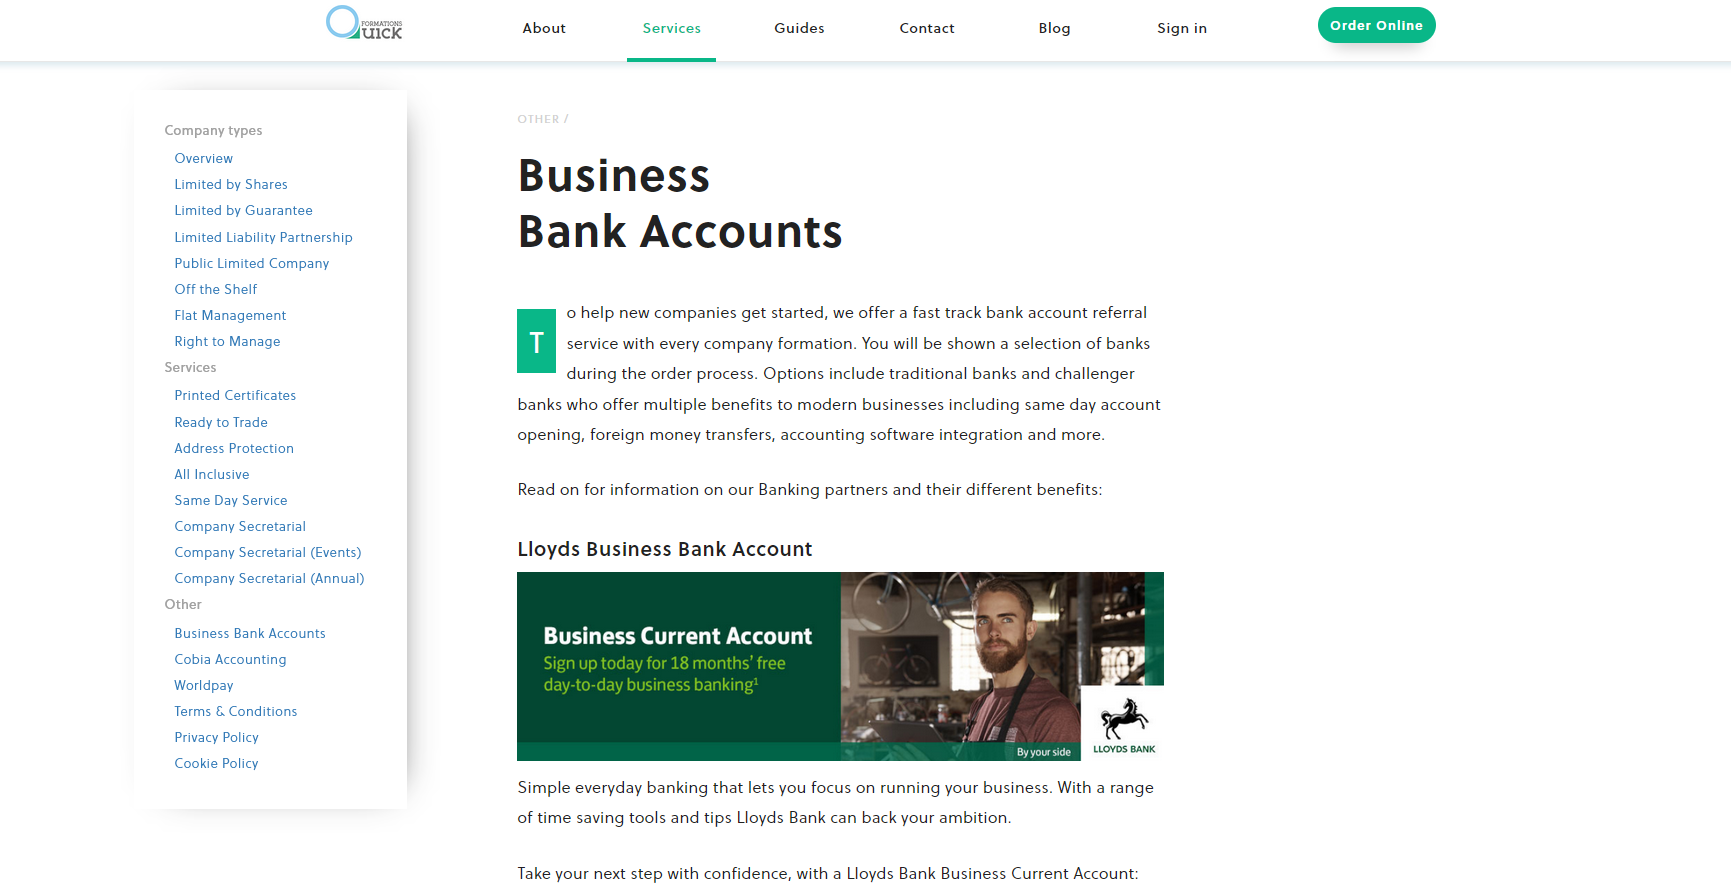 FORMATIONS
QUICK
About
Services
Guides
Contact
Blog
Sign in
Order Online
Company types
Overview
Limited by Shares
Limited by Guarantee
Limited Liability Partnership
Public Limited Company
Off the Shelf
Flat Management
Right to Manage
Services
Printed Certificates
Ready to Trade
Address Protection
All Inclusive
Same Day Service
Company Secretarial
Company Secretarial (Events)
Company Secretarial (Annual)
Other
Business Bank Accounts
Cobia Accounting
Worldpay
Terms & Conditions
Privacy Policy
Cookie Policy
OTHER /
Business
Bank Accounts
To help new companies get started, we offer a fast track bank account referral
service with every company formation. You will be shown a selection of banks
during the order process. Options include traditional banks and challenger
banks who offer multiple benefits to modern businesses including same day account
opening, foreign money transfers, accounting software integration and more.
Read on for information on our Banking partners and their different benefits:
Lloyds Business Bank Account
Business Current Account
Sign up today for 18 months' free
day-to-day business banking¹
By your side
LLOYDS BANK
Simple everyday banking that lets you focus on running your business. With a range
of time saving tools and tips Lloyds Bank can back your ambition.
Take your next step with confidence, with a Lloyds Bank Business Current Account: